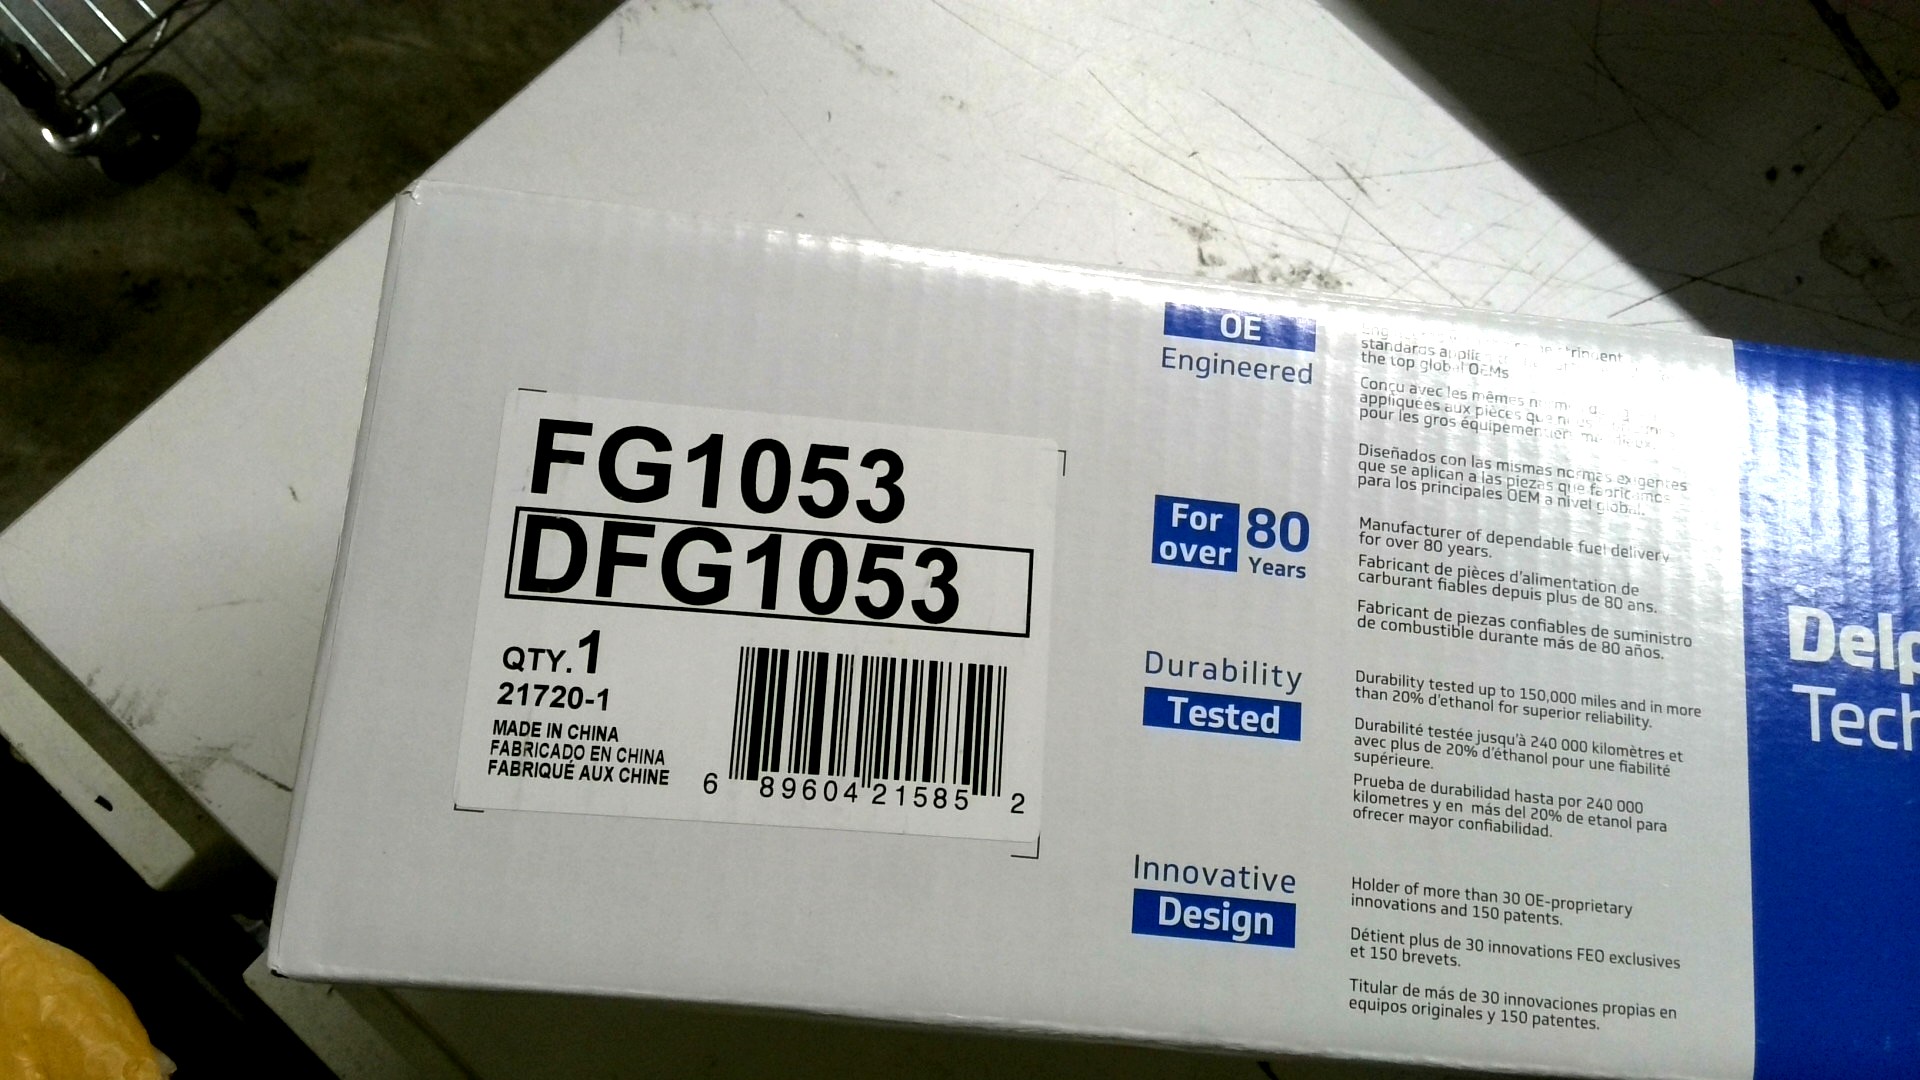 FG1053
DFG1053
QTY.1
21720-1
MADE IN CHINA
FABRICADO EN CHINA
FABRIQUÉ AUX CHINE
6 89604 21585 2
OE
Engineered
standards
the top global OEMs
Conçu avec les mêmes
appliquées aux pièces que
pour les gros
Diseñados con las mismas normas exigentes
que se aplican a las piezas que fabricamos
para los principales OEM a nivel global.
For
over
80
Years
Manufacturer of dependable fuel delivery
for over 80 years.
Fabricant de pièces d'alimentation de
carburant fiables depuis plus de 80 ans.
Fabricant de piezas confiables de suministro
de combustible durante más de 80 años.
Durability
Tested
Durability tested up to 150,000 miles and in more
than 20% d'ethanol for superior reliability.
Durabilité testée jusqu'à 240 000 kilomètres et
avec plus de 20% d'éthanol pour une fiabilité
supérieure.
Prueba de durabilidad hasta por 240 000
kilometres y en más del 20% de etanol para
ofrecer mayor confiabilidad.
Innovative
Design
Holder of more than 30 OE-proprietary
innovations and 150 patents.
Détient plus de 30 innovations FEO exclusives
et 150 brevets.
Titular de más de 30 innovaciones propias en
equipos originales y 150 patentes.
Delp
Tech